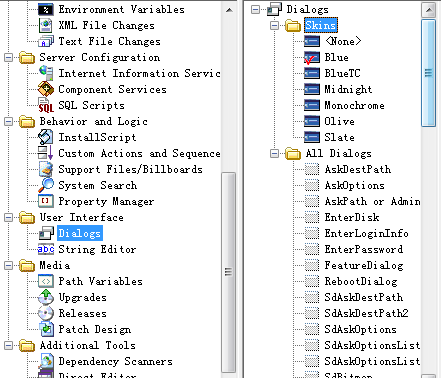 Environment Variables
XML File Changes
Text File Changes
Server Configuration
Internet Information Servic
Component Services
SQL Scripts
Behavior and Logic
InstallScript
Custom Actions and Sequence
Support Files/Billboards
System Search
Property Manager
User Interface
Dialogs
String Editor
Media
Path Variables
Upgrades
Releases
Patch Design
Additional Tools
Dependency Scanners
Direct Editor
Dialogs
Skins
<None>
Blue
BlueTC
Midnight
Monochrome
Olive
Slate
All Dialogs
AskDestPath
AskOptions
AskPath or Admin
EnterDisk
EnterLoginInfo
EnterPassword
FeatureDialog
RebootDialog
SdAskDestPath
SdAskDestPath2
SdAskOptions
SdAskOptionsList
SdAskOptionsList
SdBitmap